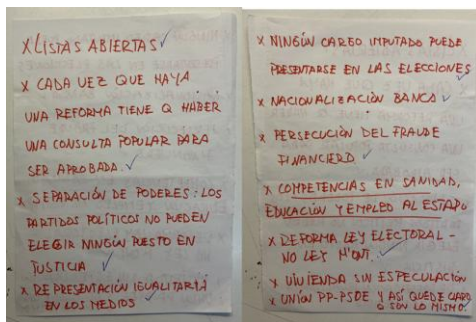 X LISTAS ABIERTAS
X CADA VEZ QUE HAYA
UNA REFORMA TIENE Q HABER
UNA CONSULTA POPULAR PARA
SER APROBADA.
X SEPARACIÓN DE PODERES: LOS
PARTIDOS POLÍTICOS NO PUEDEN
ELEGIR NINGÚN PUESTO EN
JUSTICIA
X REPRESENTACIÓN IGUALITARIA
EN LOS MEDIOS
X NINGÚN CARGO IMPUTADO PUEDE
PRESENTARSE EN LAS ELECCIONES
X NACIONALIZACIÓN BANCA
X PERSECUCIÓN DEL FRAUDE
FINANCIERO
X COMPETENCIAS EN SANIDAD,
EDUCACIÓN Y EMPLEO AL ESTADO
X REFORMA LEY ELECTORAL -
NO LEY H'ONT.
X VIVIENDA SIN ESPECULACIÓN
X UNIÓN PP-PSOE Y ASÍ QUEDE CLARO
Q SON LO MISMO